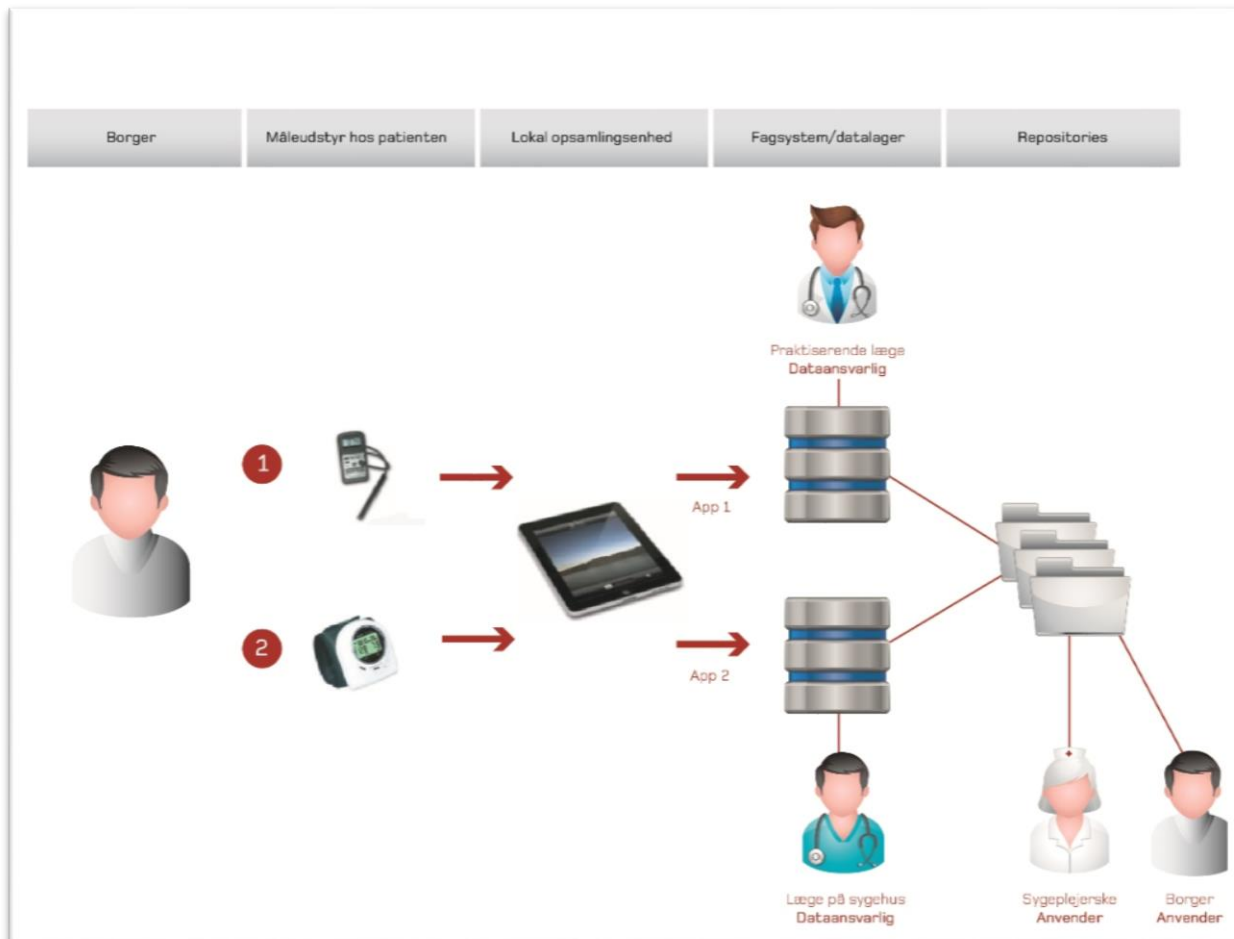 Borger
Måleudstyr hos patienten
Lokal opsamlingsenhed
Fagsystem/datalager
Repositories
Praktiserende læge
Dataansvarlig
1
App 1
2
App 2
Læge på sygehus
Dataansvarlig
Sygeplejerske
Anvender
Borger
Anvender